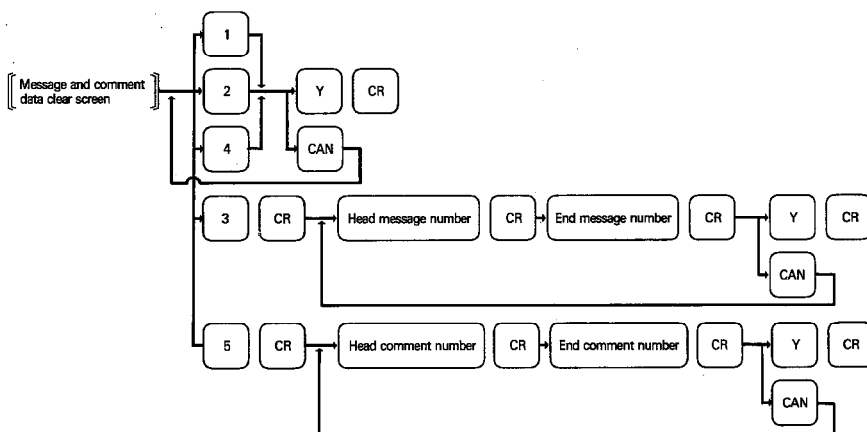 1
Message and comment
data clear screen
2 Y CR
4 CAN
3 CR Head message number CR End message number CR Y CR
CAN
5 CR Head comment number CR End comment number CR Y CR
CAN